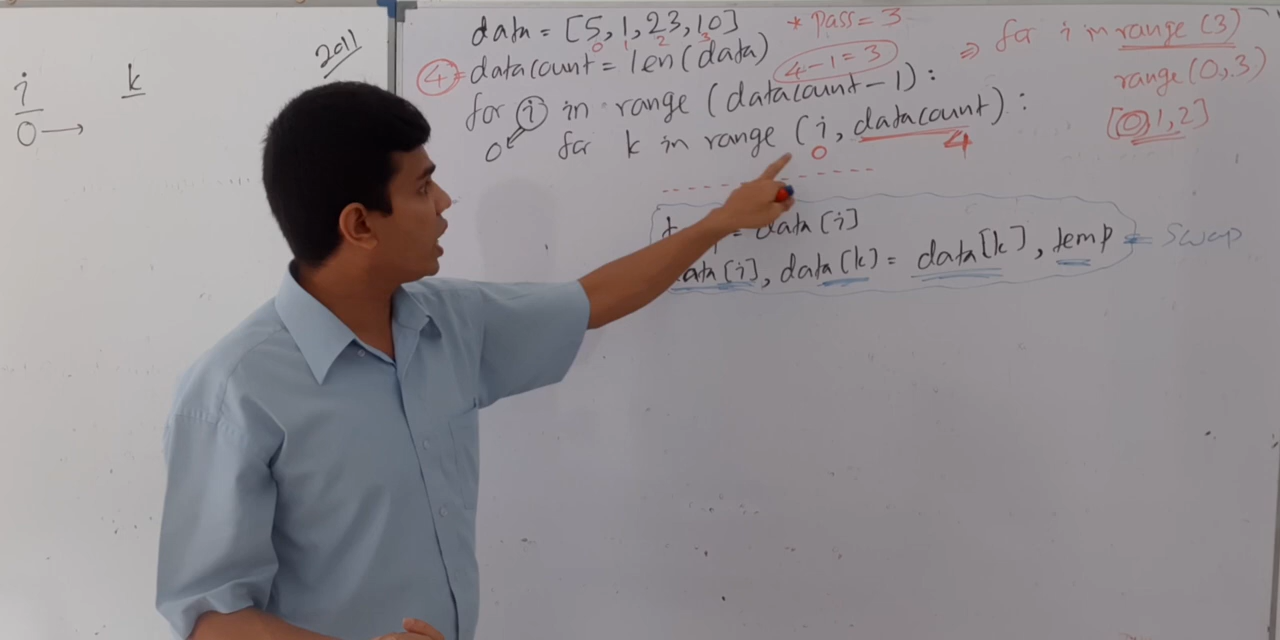 i k
0 →
2011
data = [5, 1, 23, 10]
0 1 2 3
* pass = 3
4 = datacount = len(data)
4-1 = 3
for i in range (datacount-1) :
0
for k in range (i, datacount) :
0 4
= data[i]
data[i], data[k] = data[k], temp
= swap
⇒ for i in range (3)
range (0, 3)
[0, 1, 2]